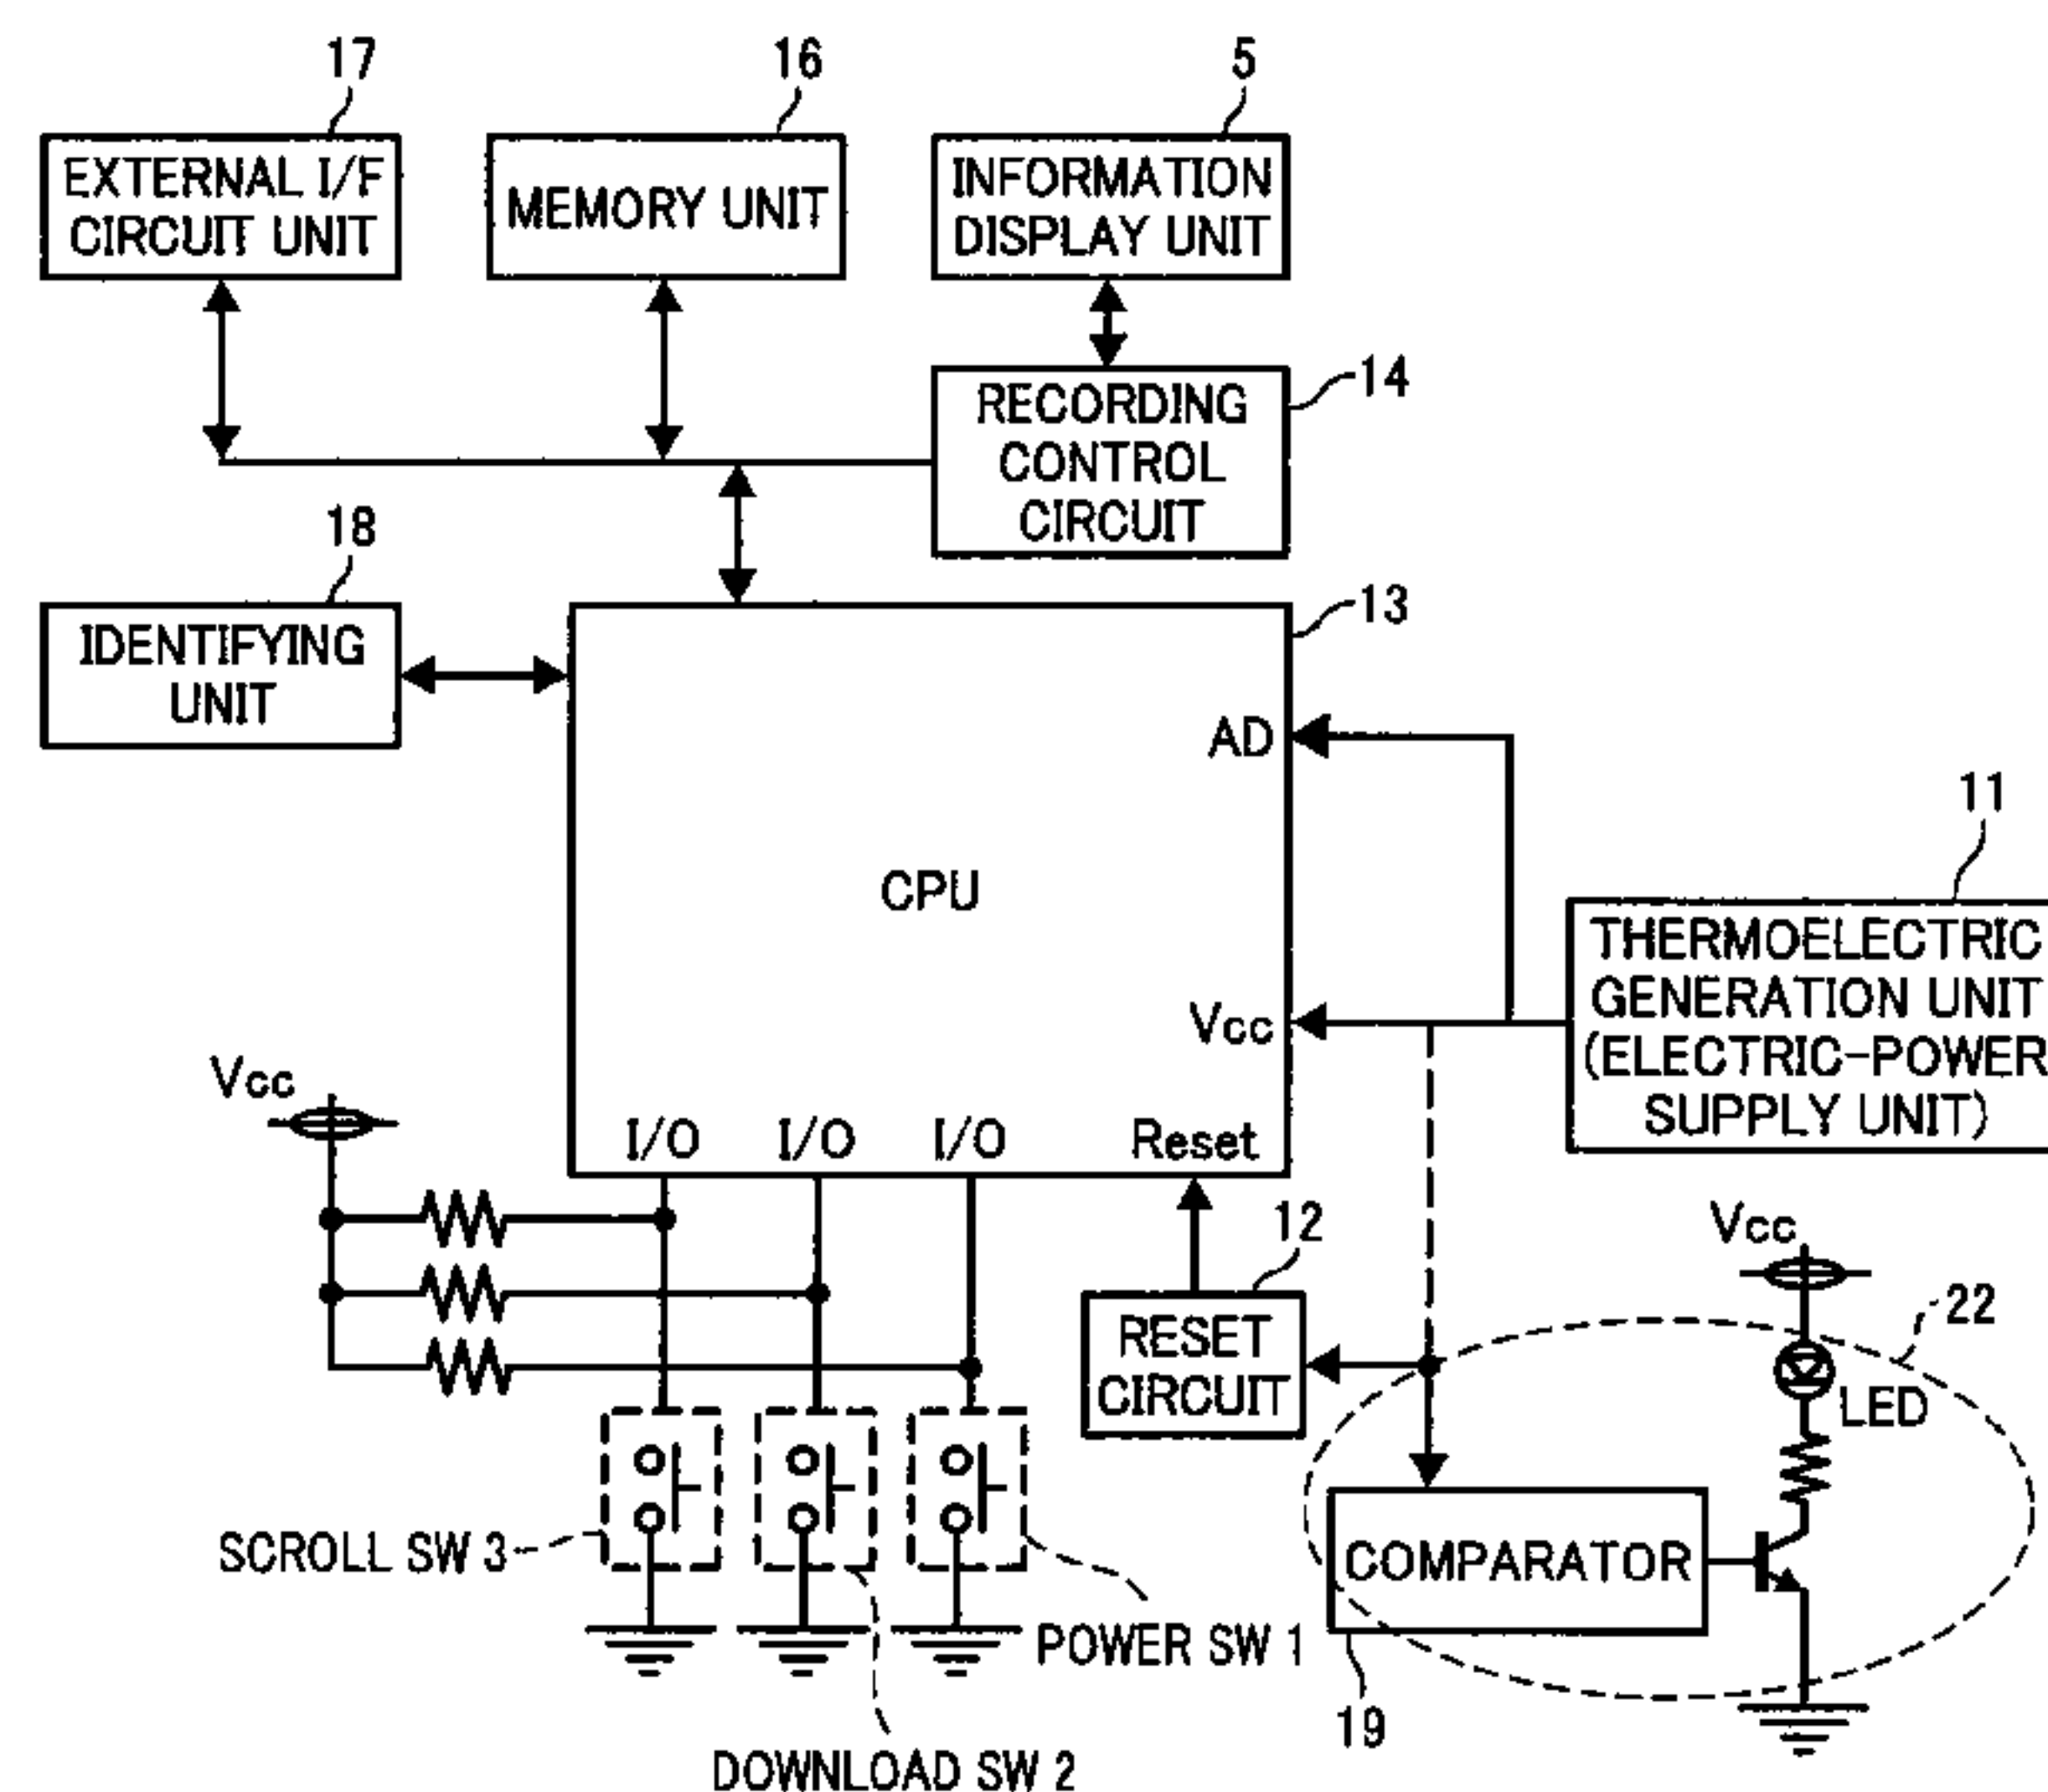 17
16
5
EXTERNAL I/F
CIRCUIT UNIT
MEMORY UNIT
INFORMATION
DISPLAY UNIT
14
RECORDING
CONTROL
CIRCUIT
18
13
IDENTIFYING
UNIT
AD
11
CPU
THERMOELECTRIC
GENERATION UNIT
(ELECTRIC-POWER
SUPPLY UNIT)
Vcc
Vcc
I/O
I/O
I/O
Reset
12
Vcc
22
RESET
CIRCUIT
LED
SCROLL SW 3
COMPARATOR
POWER SW 1
19
DOWNLOAD SW 2